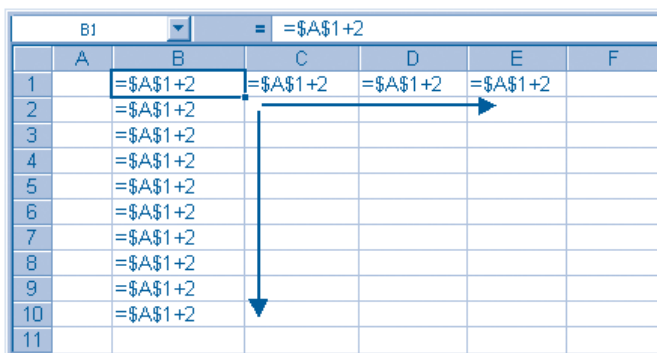 B1 = =$A$1+2
A B C D E F
1 =$A$1+2 =$A$1+2 =$A$1+2 =$A$1+2
2 =$A$1+2
3 =$A$1+2
4 =$A$1+2
5 =$A$1+2
6 =$A$1+2
7 =$A$1+2
8 =$A$1+2
9 =$A$1+2
10 =$A$1+2
11